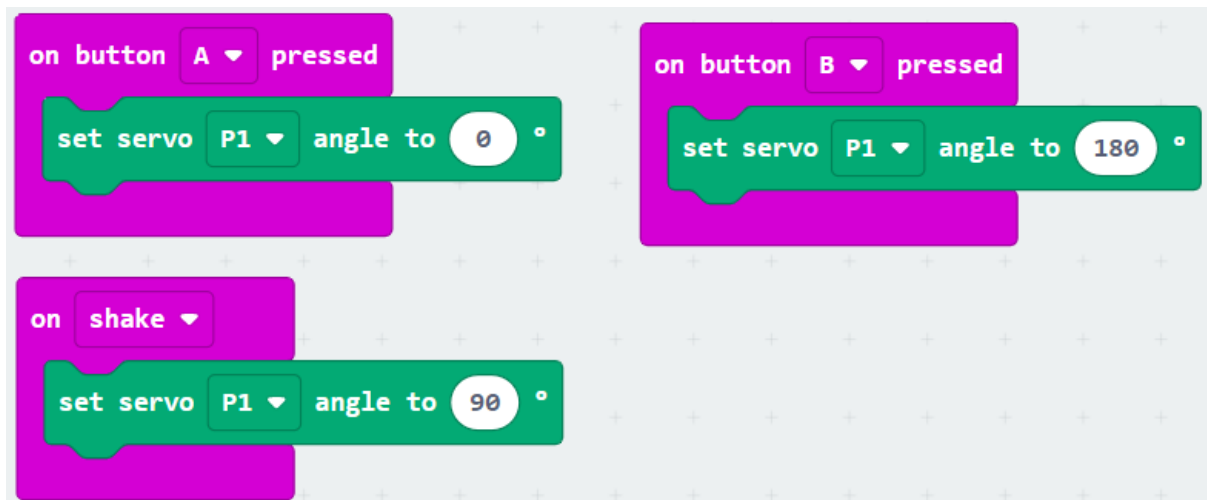 on button A pressed
set servo P1 angle to 0 °
on button B pressed
set servo P1 angle to 180 °
on shake
set servo P1 angle to 90 °